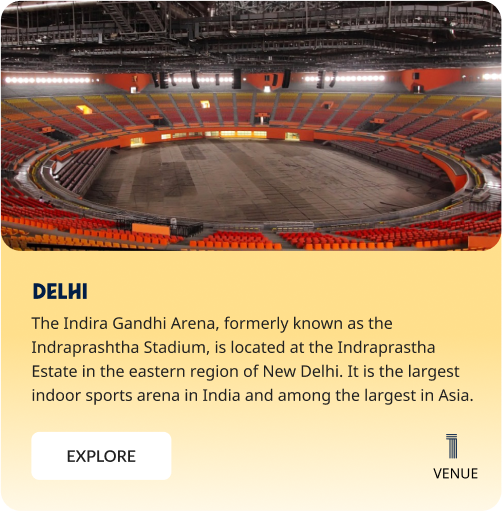 DELHI
The Indira Gandhi Arena, formerly known as the
Indraprashtha Stadium, is located at the Indraprastha
Estate in the eastern region of New Delhi. It is the largest
indoor sports arena in India and among the largest in Asia.
EXPLORE
1
VENUE